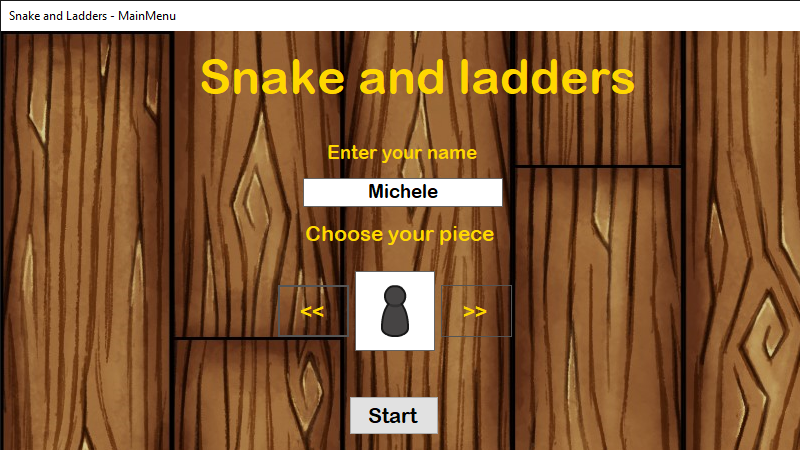 Snake and Ladders - MainMenu
Snake and ladders
Enter your name
Michele
Choose your piece
<< >>
Start